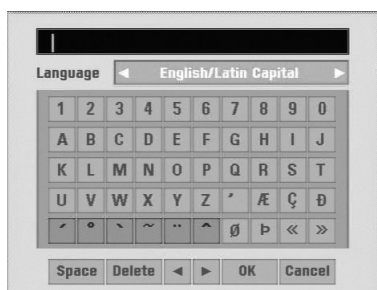 Language ◄ English/Latin Capital ►
1 2 3 4 5 6 7 8 9 0
A B C D E F G H I J
K L M N O P Q R S T
U V W X Y Z ʼ Æ Ç Ð
´ ° ` ~ ¨ ^ Ø Þ « »
Space Delete ◄ ► OK Cancel